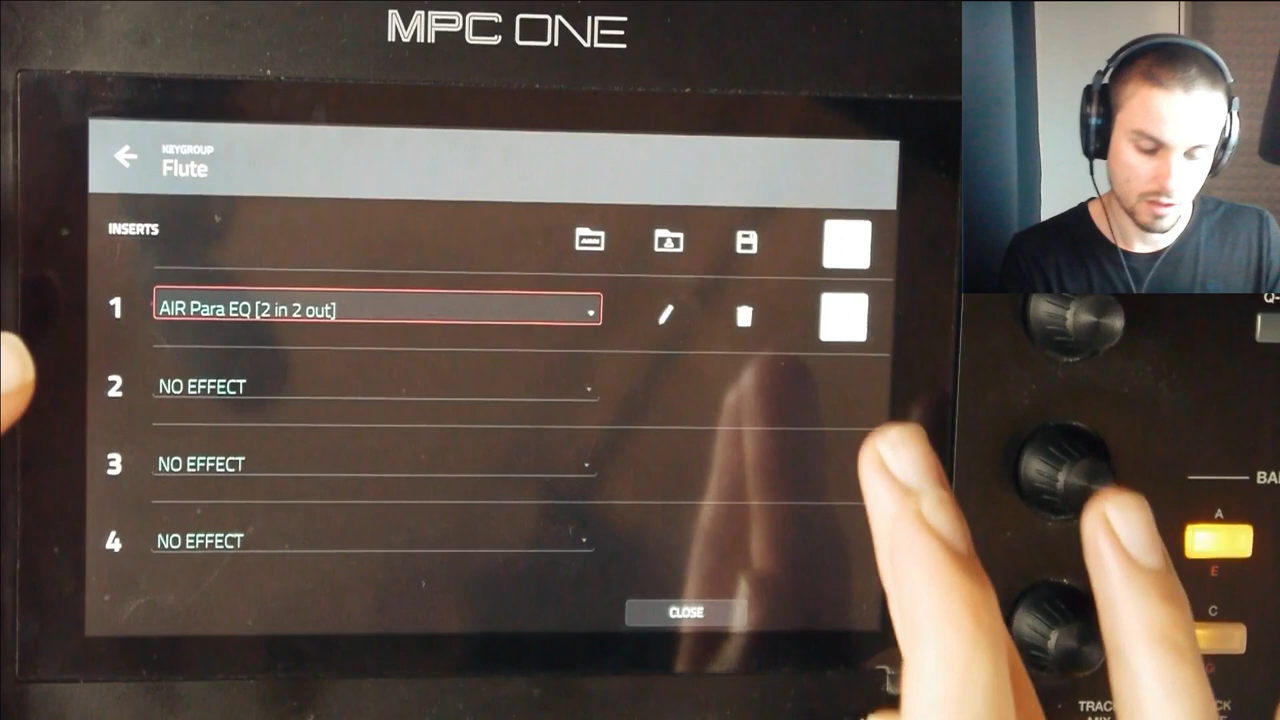 MPC ONE
KEYGROUP
Flute
INSERTS
1 AIR Para EQ [2 in 2 out]
2 NO EFFECT
3 NO EFFECT
4 NO EFFECT
CLOSE
A
E
C